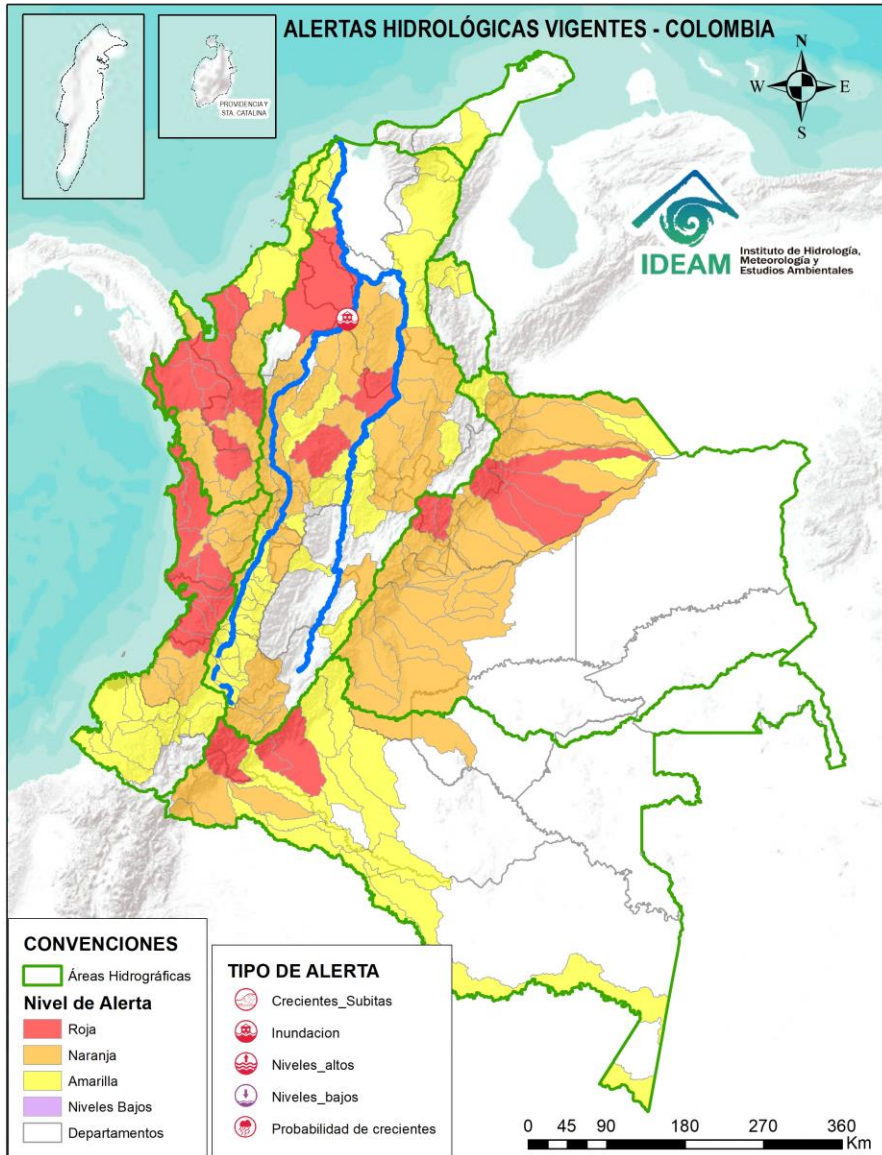 ALERTAS HIDROLÓGICAS VIGENTES - COLOMBIA
PROVIDENCIA Y
STA. CATALINA
N
W
E
S
IDEAM
Instituto de Hidrología,
Meteorología y
Estudios Ambientales
CONVENCIONES
Áreas Hidrográficas
Nivel de Alerta
Roja
Naranja
Amarilla
Niveles Bajos
Departamentos
TIPO DE ALERTA
Crecientes_Subitas
Inundacion
Niveles_altos
Niveles_bajos
Probabilidad de crecientes
0 45 90 180 270 360
Km